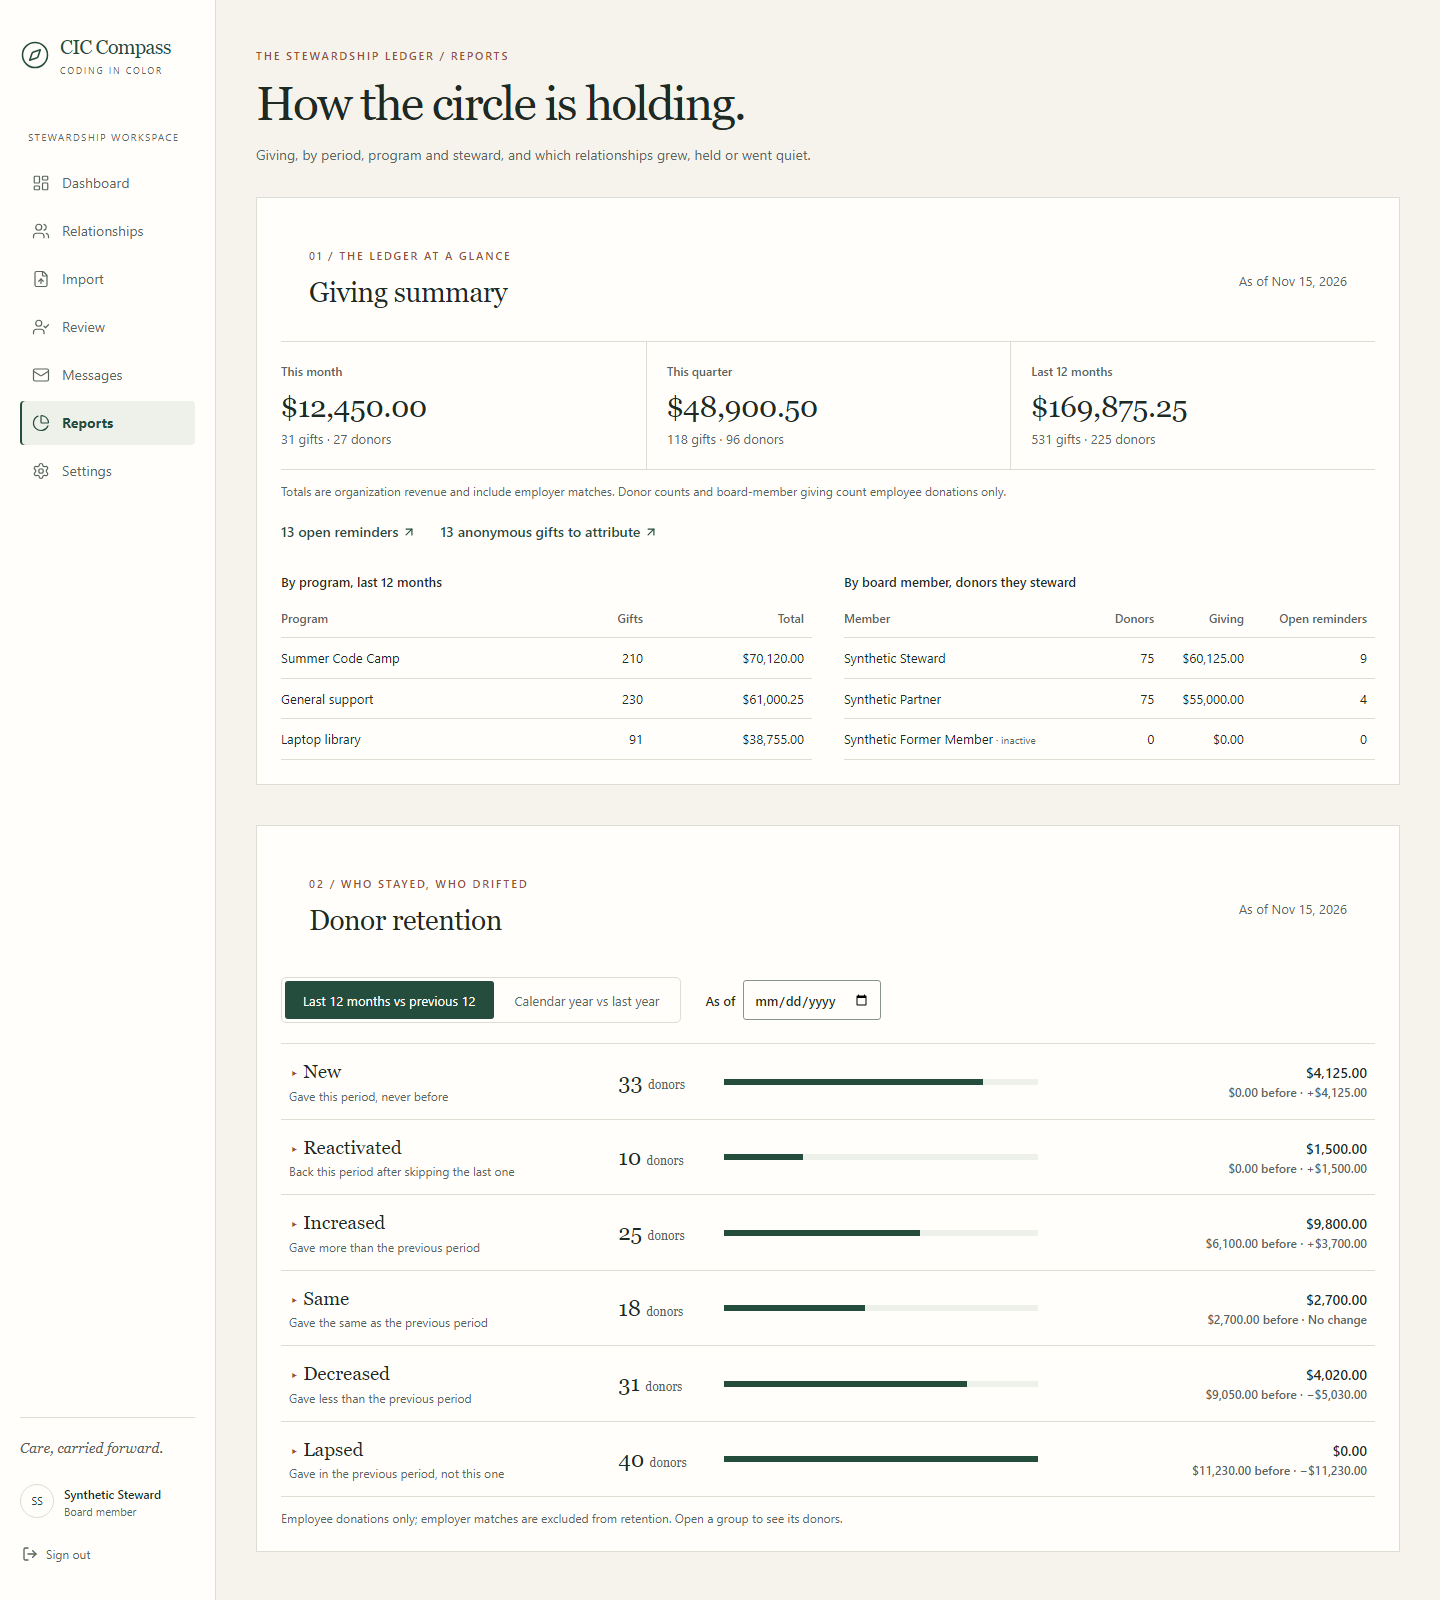 CIC Compass
CODING IN COLOR
STEWARDSHIP WORKSPACE
Dashboard
Relationships
Import
Review
Messages
Reports
Settings
Care, carried forward.
SS
Synthetic Steward
Board member
Sign out
THE STEWARDSHIP LEDGER / REPORTS
How the circle is holding.
Giving, by period, program and steward, and which relationships grew, held or went quiet.
01 / THE LEDGER AT A GLANCE
Giving summary
As of Nov 15, 2026
This month
$12,450.00
31 gifts · 27 donors
This quarter
$48,900.50
118 gifts · 96 donors
Last 12 months
$169,875.25
531 gifts · 225 donors
Totals are organization revenue and include employer matches. Donor counts and board-member giving count employee donations only.
13 open reminders ↗ 13 anonymous gifts to attribute ↗
By program, last 12 months
Program Gifts Total
Summer Code Camp 210 $70,120.00
General support 230 $61,000.25
Laptop library 91 $38,755.00
By board member, donors they steward
Member Donors Giving Open reminders
Synthetic Steward 75 $60,125.00 9
Synthetic Partner 75 $55,000.00 4
Synthetic Former Member · inactive 0 $0.00 0
02 / WHO STAYED, WHO DRIFTED
Donor retention
As of Nov 15, 2026
Last 12 months vs previous 12 Calendar year vs last year As of mm/dd/yyyy
▸ New
Gave this period, never before
33 donors
$4,125.00
$0.00 before · +$4,125.00
▸ Reactivated
Back this period after skipping the last one
10 donors
$1,500.00
$0.00 before · +$1,500.00
▸ Increased
Gave more than the previous period
25 donors
$9,800.00
$6,100.00 before · +$3,700.00
▸ Same
Gave the same as the previous period
18 donors
$2,700.00
$2,700.00 before · No change
▸ Decreased
Gave less than the previous period
31 donors
$4,020.00
$9,050.00 before · −$5,030.00
▸ Lapsed
Gave in the previous period, not this one
40 donors
$0.00
$11,230.00 before · −$11,230.00
Employee donations only; employer matches are excluded from retention. Open a group to see its donors.